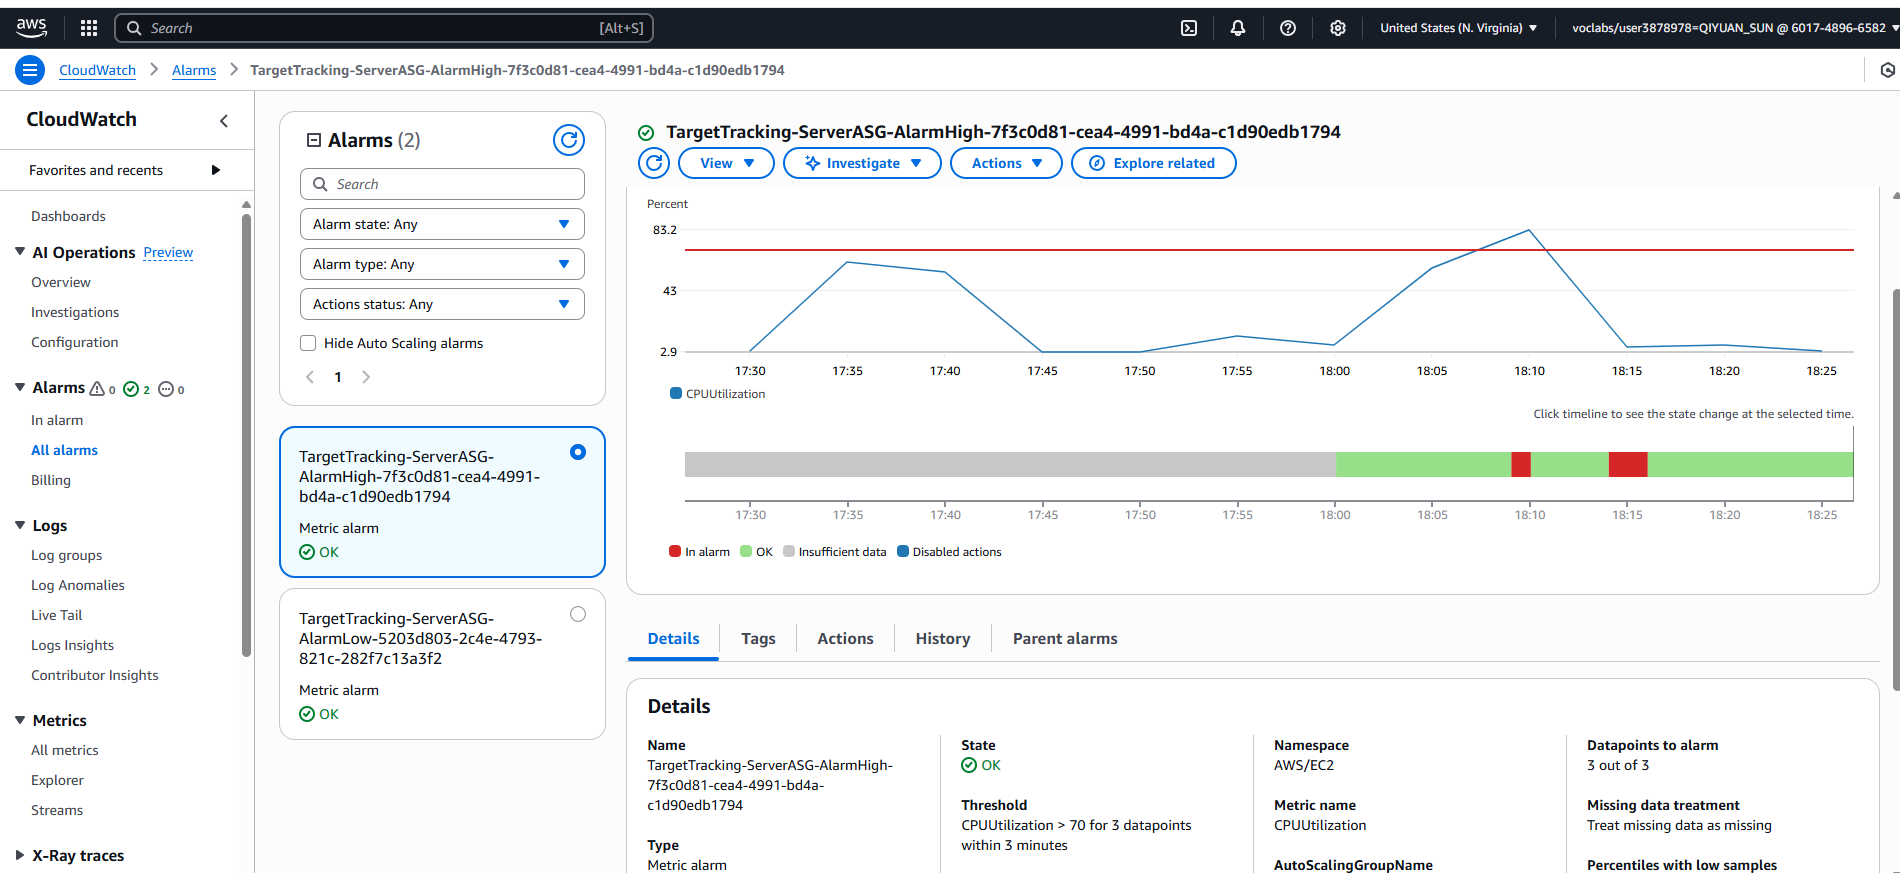 aws
Search
[Alt+S]
United States (N. Virginia)
voclabs/user3878978=QIYUAN_SUN @ 6017-4896-6582
CloudWatch
Alarms
TargetTracking-ServerASG-AlarmHigh-7f3c0d81-cea4-4991-bd4a-c1d90edb1794
CloudWatch
Favorites and recents
Dashboards
AI Operations Preview
Overview
Investigations
Configuration
Alarms 0 2 0
In alarm
All alarms
Billing
Logs
Log groups
Log Anomalies
Live Tail
Logs Insights
Contributor Insights
Metrics
All metrics
Explorer
Streams
X-Ray traces
Alarms (2)
Search
Alarm state: Any
Alarm type: Any
Actions status: Any
Hide Auto Scaling alarms
1
TargetTracking-ServerASG-
AlarmHigh-7f3c0d81-cea4-4991-
bd4a-c1d90edb1794
Metric alarm
OK
TargetTracking-ServerASG-
AlarmLow-5203d803-2c4e-4793-
821c-282f7c13a3f2
Metric alarm
OK
TargetTracking-ServerASG-AlarmHigh-7f3c0d81-cea4-4991-bd4a-c1d90edb1794
View
Investigate
Actions
Explore related
Percent
83.2
43
2.9
17:30 17:35 17:40 17:45 17:50 17:55 18:00 18:05 18:10 18:15 18:20 18:25
CPUUtilization
Click timeline to see the state change at the selected time.
17:30 17:35 17:40 17:45 17:50 17:55 18:00 18:05 18:10 18:15 18:20 18:25
In alarm OK Insufficient data Disabled actions
Details Tags Actions History Parent alarms
Details
Name
TargetTracking-ServerASG-AlarmHigh-
7f3c0d81-cea4-4991-bd4a-
c1d90edb1794
Type
Metric alarm
State
OK
Threshold
CPUUtilization > 70 for 3 datapoints
within 3 minutes
Namespace
AWS/EC2
Metric name
CPUUtilization
AutoScalingGroupName
Datapoints to alarm
3 out of 3
Missing data treatment
Treat missing data as missing
Percentiles with low samples